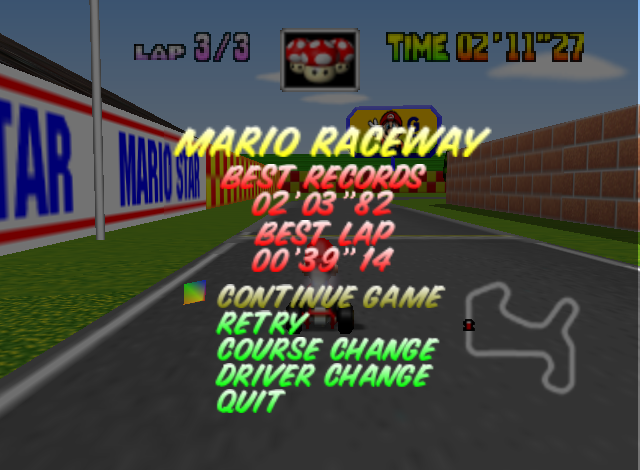 LAP 3/3
TIME 02'11"27
TAR
MARIO STAR
MARIO RACEWAY
BEST RECORDS
02'03"82
BEST LAP
00'39"14
CONTINUE GAME
RETRY
COURSE CHANGE
DRIVER CHANGE
QUIT